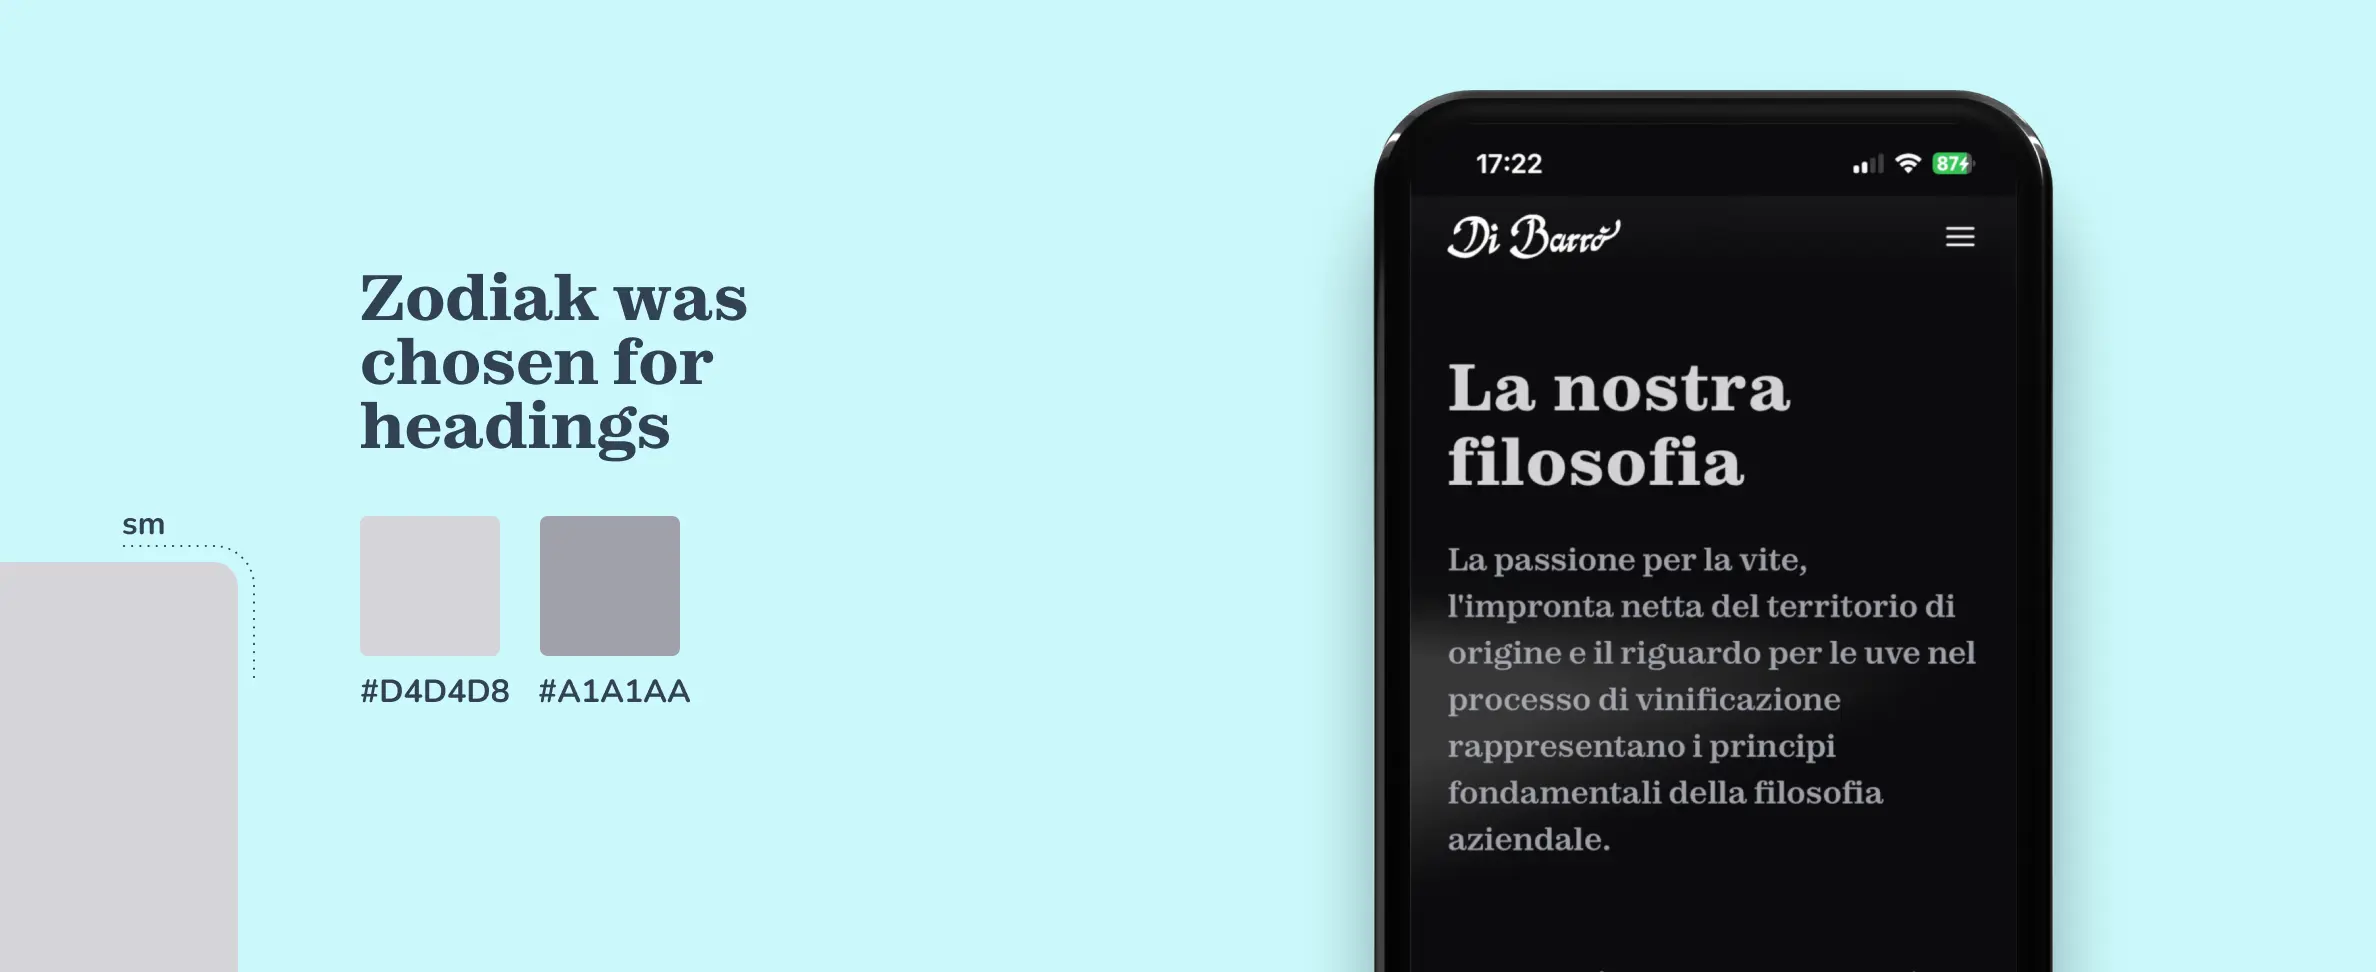 Zodiak was
chosen for
headings
sm
#D4D4D8 #A1A1AA
17:22
87
Di Barrò
La nostra
filosofia
La passione per la vite,
l'impronta netta del territorio di
origine e il riguardo per le uve nel
processo di vinificazione
rappresentano i principi
fondamentali della filosofia
aziendale.